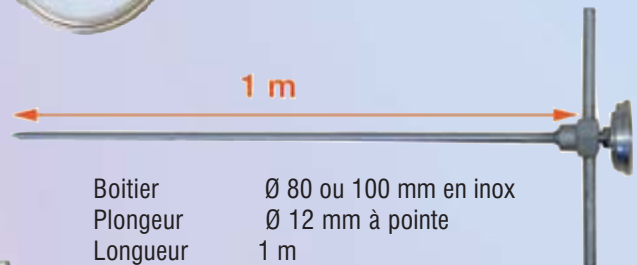 1 m
Boitier Ø 80 ou 100 mm en inox
Plongeur Ø 12 mm à pointe
Longueur 1 m